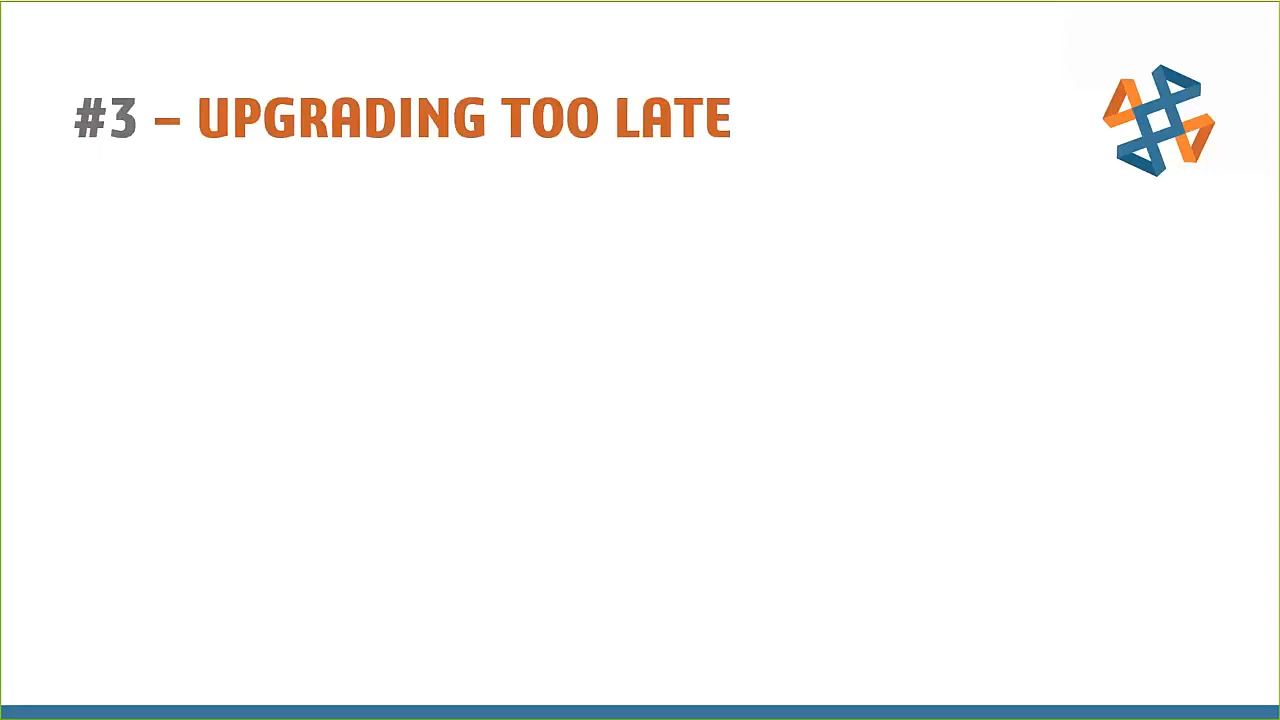 #3 – UPGRADING TOO LATE